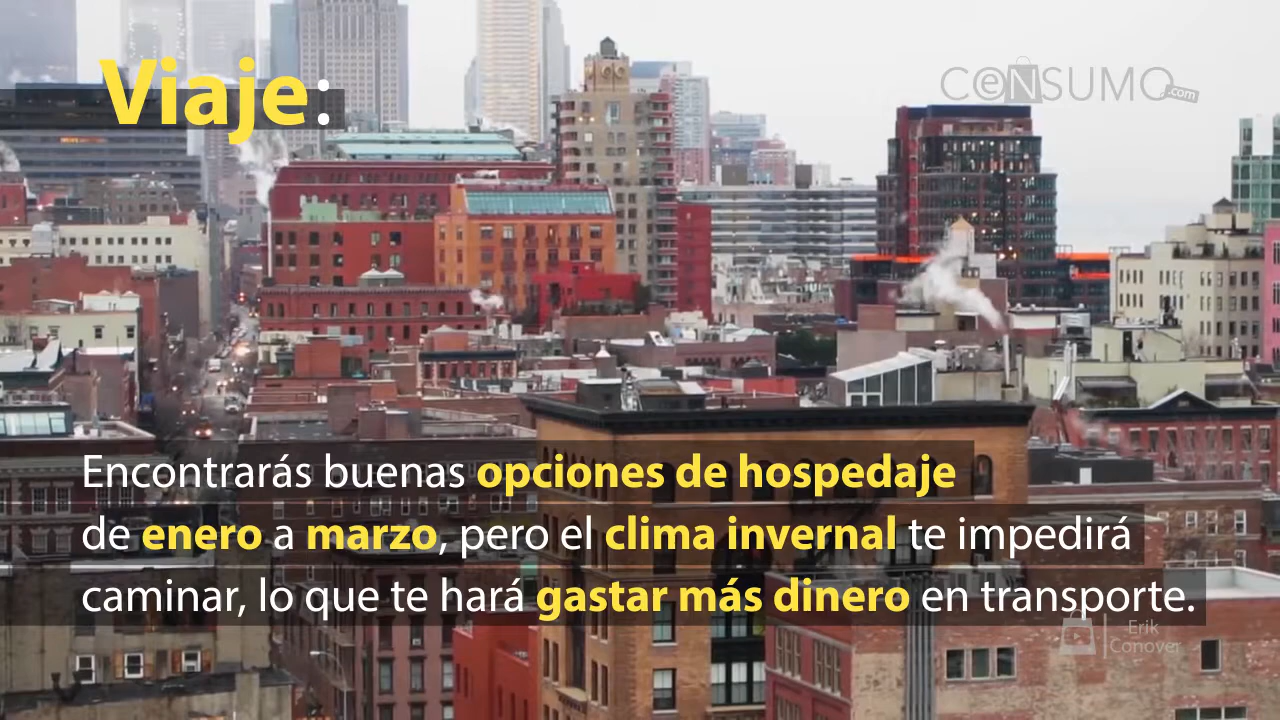 Viaje:
CeNSUMO.com
Encontrarás buenas opciones de hospedaje
de enero a marzo, pero el clima invernal te impedirá
caminar, lo que te hará gastar más dinero en transporte.
Erik
Conover